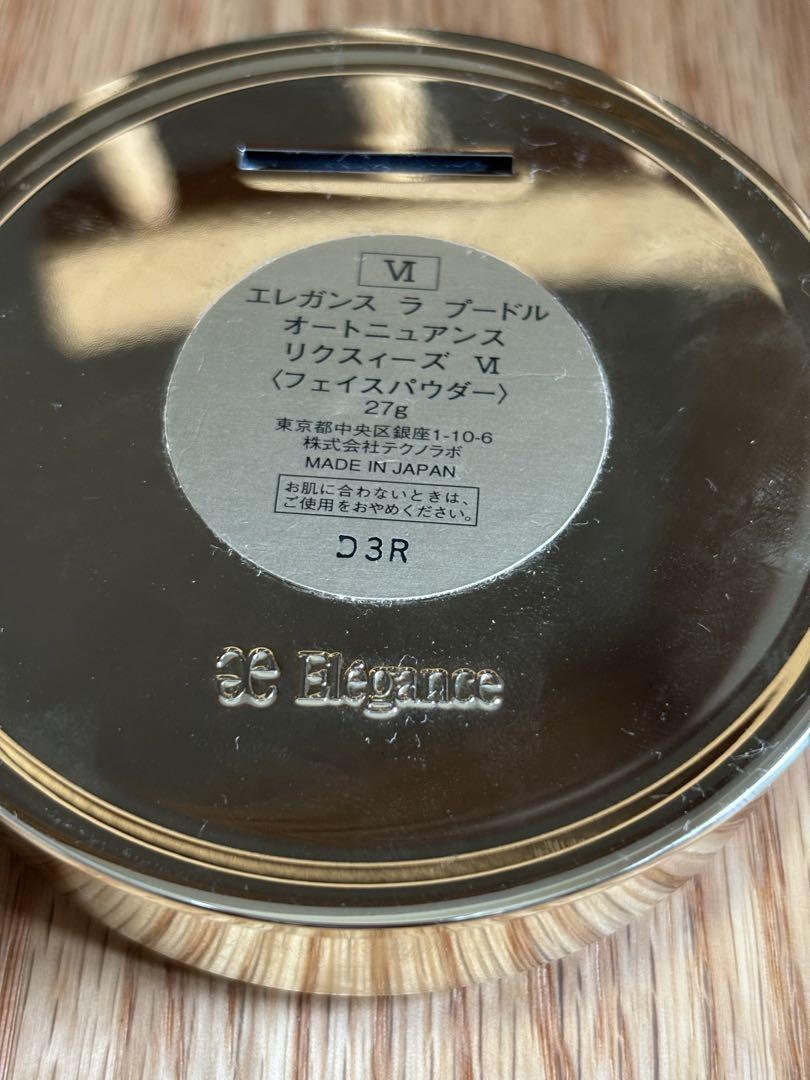 Ⅵ
エレガンス ラ プードル
オートニュアンス
リクスィーズ Ⅵ
〈フェイスパウダー〉
27g
東京都中央区銀座1-10-6
株式会社テクノラボ
MADE IN JAPAN
お肌に合わないときは、
ご使用をおやめください。
D3R
Elégance